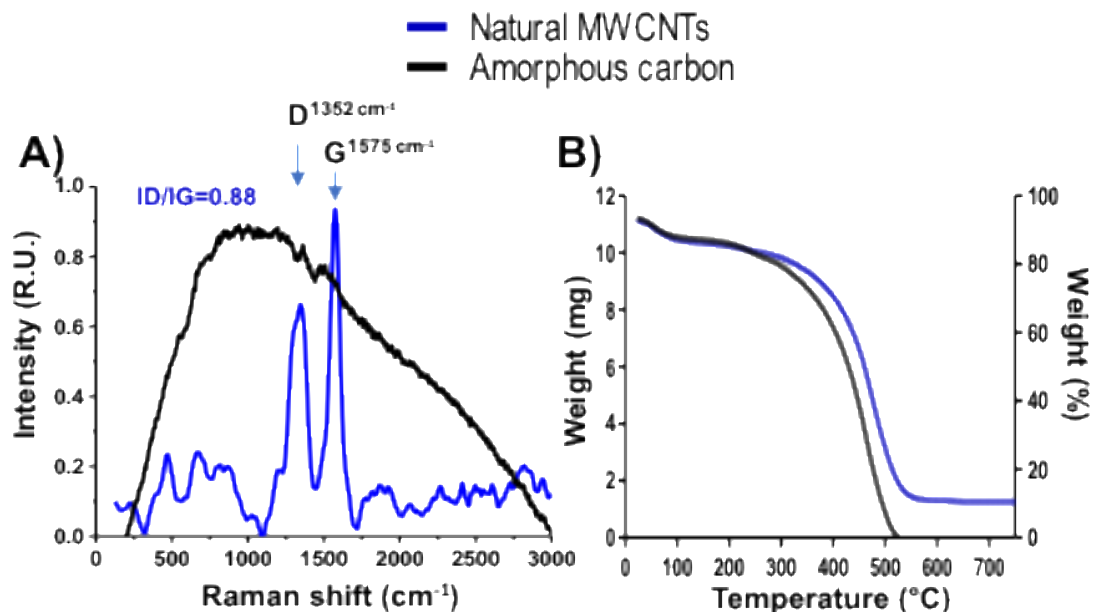 Natural MWCNTs
Amorphous carbon
D 1352 cm⁻¹
G 1575 cm⁻¹
A)
ID/IG=0.88
1.0
0.8
0.6
0.4
0.2
0.0
Intensity (R.U.)
0 500 1000 1500 2000 2500 3000
Raman shift (cm⁻¹)
B)
12
10
8
6
4
2
0
Weight (mg)
100
80
60
40
20
0
Weight (%)
0 100 200 300 400 500 600 700
Temperature (°C)